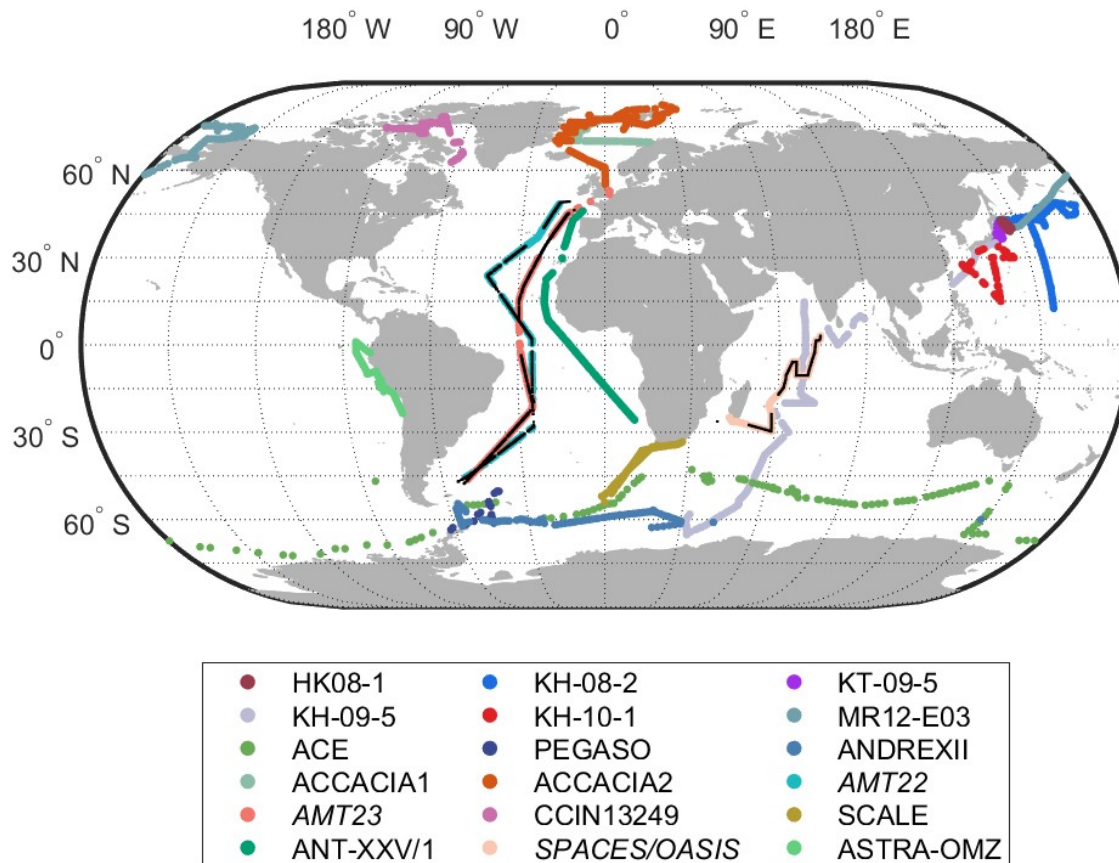 180° W 90° W 0° 90° E 180° E
60° N
30° N
0°
30° S
60° S
HK08-1 KH-08-2 KT-09-5
KH-09-5 KH-10-1 MR12-E03
ACE PEGASO ANDREXII
ACCACIA1 ACCACIA2 AMT22
AMT23 CCIN13249 SCALE
ANT-XXV/1 SPACES/OASIS ASTRA-OMZ